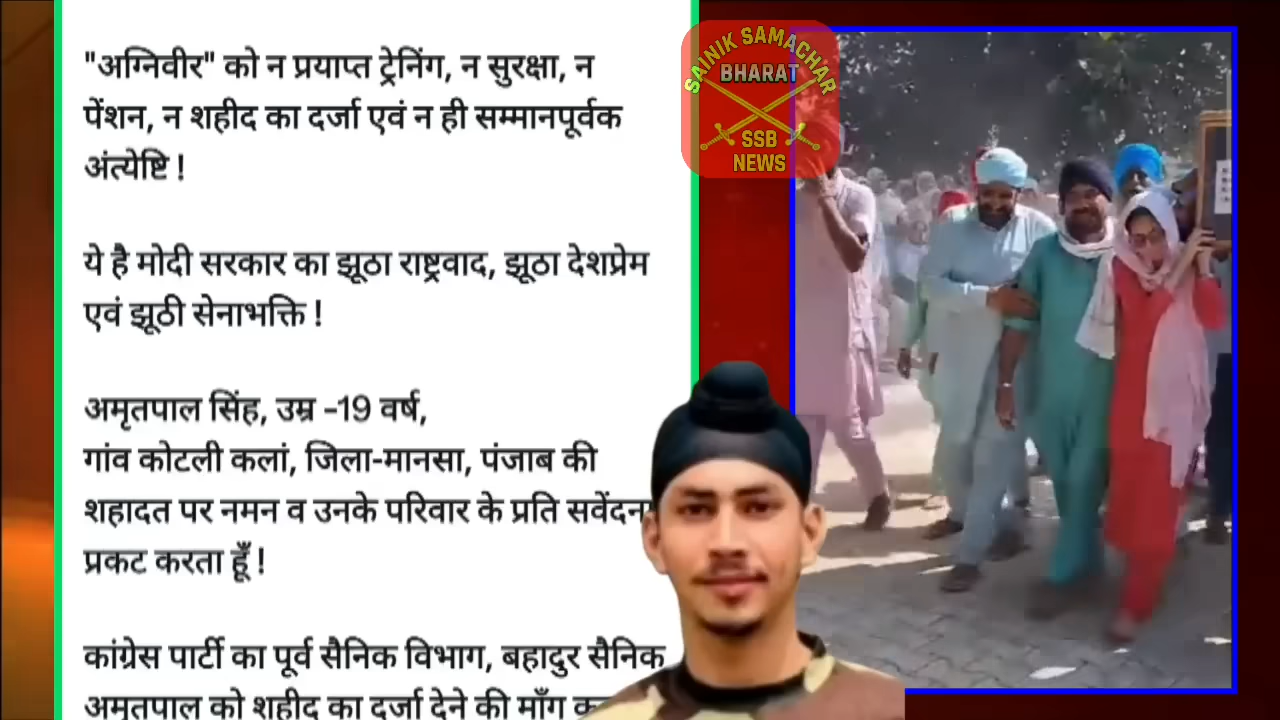 "अग्निवीर" को न प्रयाप्त ट्रेनिंग, न सुरक्षा, न
पेंशन, न शहीद का दर्जा एवं न ही सम्मानपूर्वक
अंत्येष्टि !
ये है मोदी सरकार का झूठा राष्ट्रवाद, झूठा देशप्रेम
एवं झूठी सेनाभक्ति !
अमृतपाल सिंह, उम्र -19 वर्ष,
गांव कोटली कलां, जिला-मानसा, पंजाब की
शहादत पर नमन व उनके परिवार के प्रति सवेंदना
प्रकट करता हूँ !
कांग्रेस पार्टी का पूर्व सैनिक विभाग, बहादुर सैनिक
अमृतपाल को शहीद का दर्जा देने की माँग
SAINIK SAMACHAR
BHARAT
SSB
NEWS